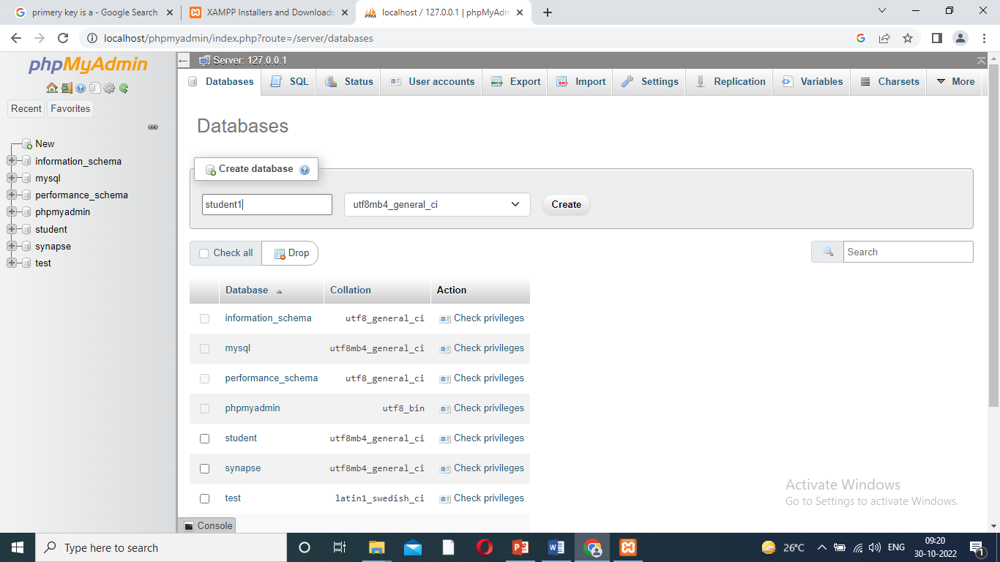 primery key is a - Google Search
XAMPP Installers and Downloads
localhost / 127.0.0.1 | phpMyAdm
localhost/phpmyadmin/index.php?route=/server/databases
phpMyAdmin
Recent
Favorites
New
information_schema
mysql
performance_schema
phpmyadmin
student
synapse
test
Server: 127.0.0.1
Databases
SQL
Status
User accounts
Export
Import
Settings
Replication
Variables
Charsets
More
Databases
Create database
student1
utf8mb4_general_ci
Create
Check all
Drop
Search
Database
Collation
Action
information_schema utf8_general_ci Check privileges
mysql utf8mb4_general_ci Check privileges
performance_schema utf8_general_ci Check privileges
phpmyadmin utf8_bin Check privileges
student utf8mb4_general_ci Check privileges
synapse utf8mb4_general_ci Check privileges
test latin1_swedish_ci Check privileges
Activate Windows
Go to Settings to activate Windows.
Console
Type here to search
26°C
ENG
09:20
30-10-2022
1